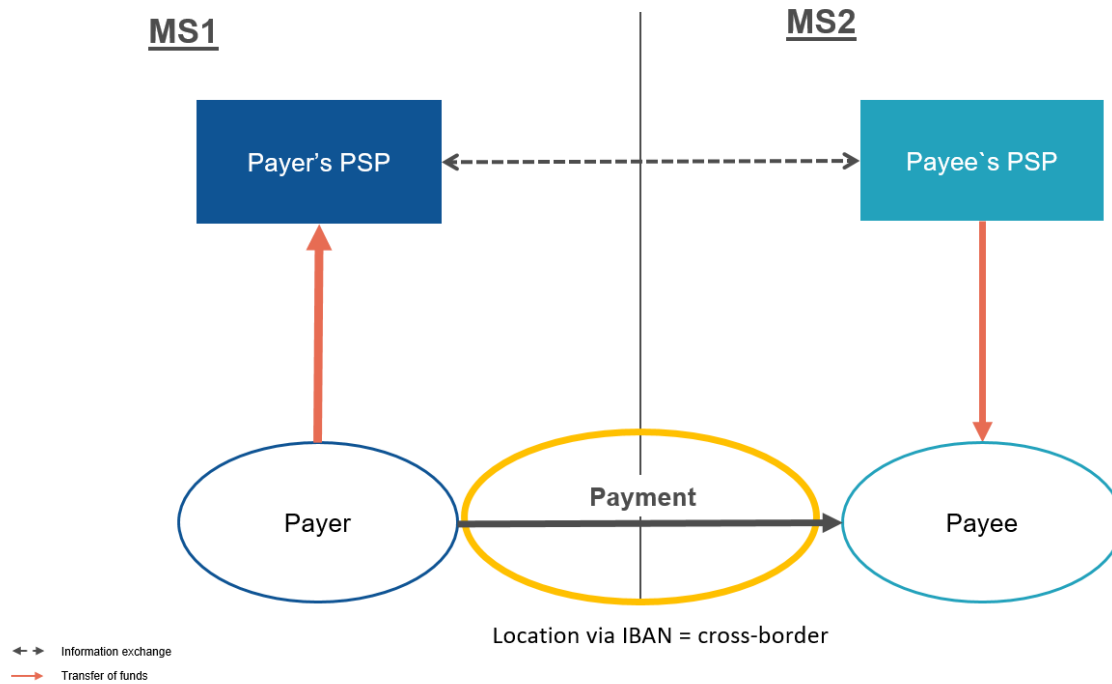 MS1
MS2
Payer’s PSP
Payee`s PSP
Payment
Payer
Payee
Location via IBAN = cross-border
Information exchange
Transfer of funds